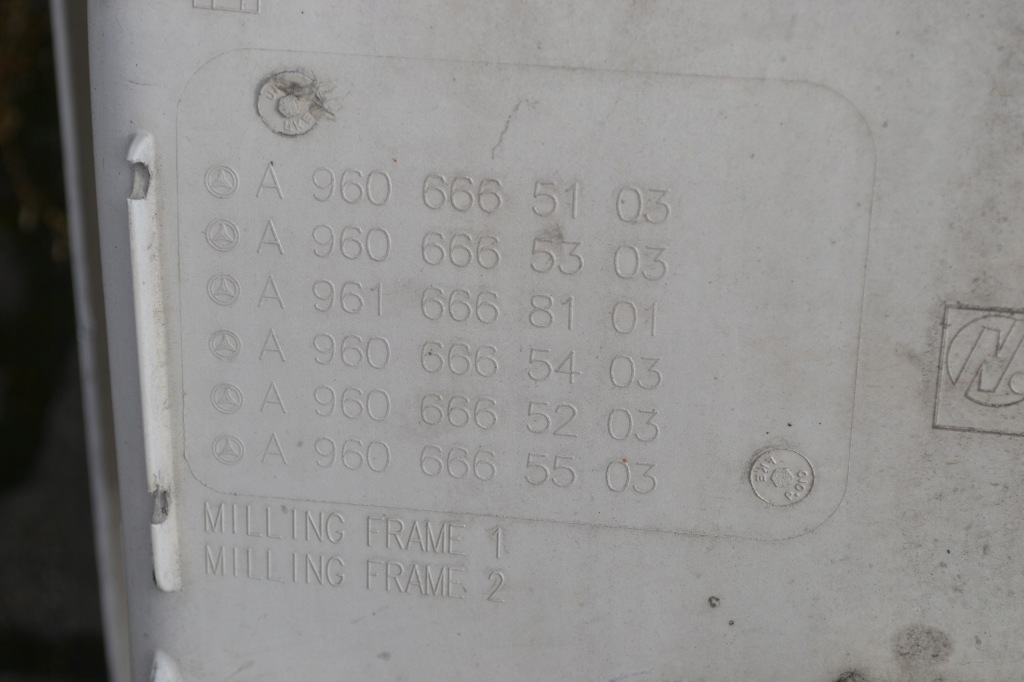 A 960 666 51 03
A 960 666 53 03
A 961 666 81 01
A 960 666 54 03
A 960 666 52 03
A 960 666 55 03
MILLING FRAME 1
MILLING FRAME 2